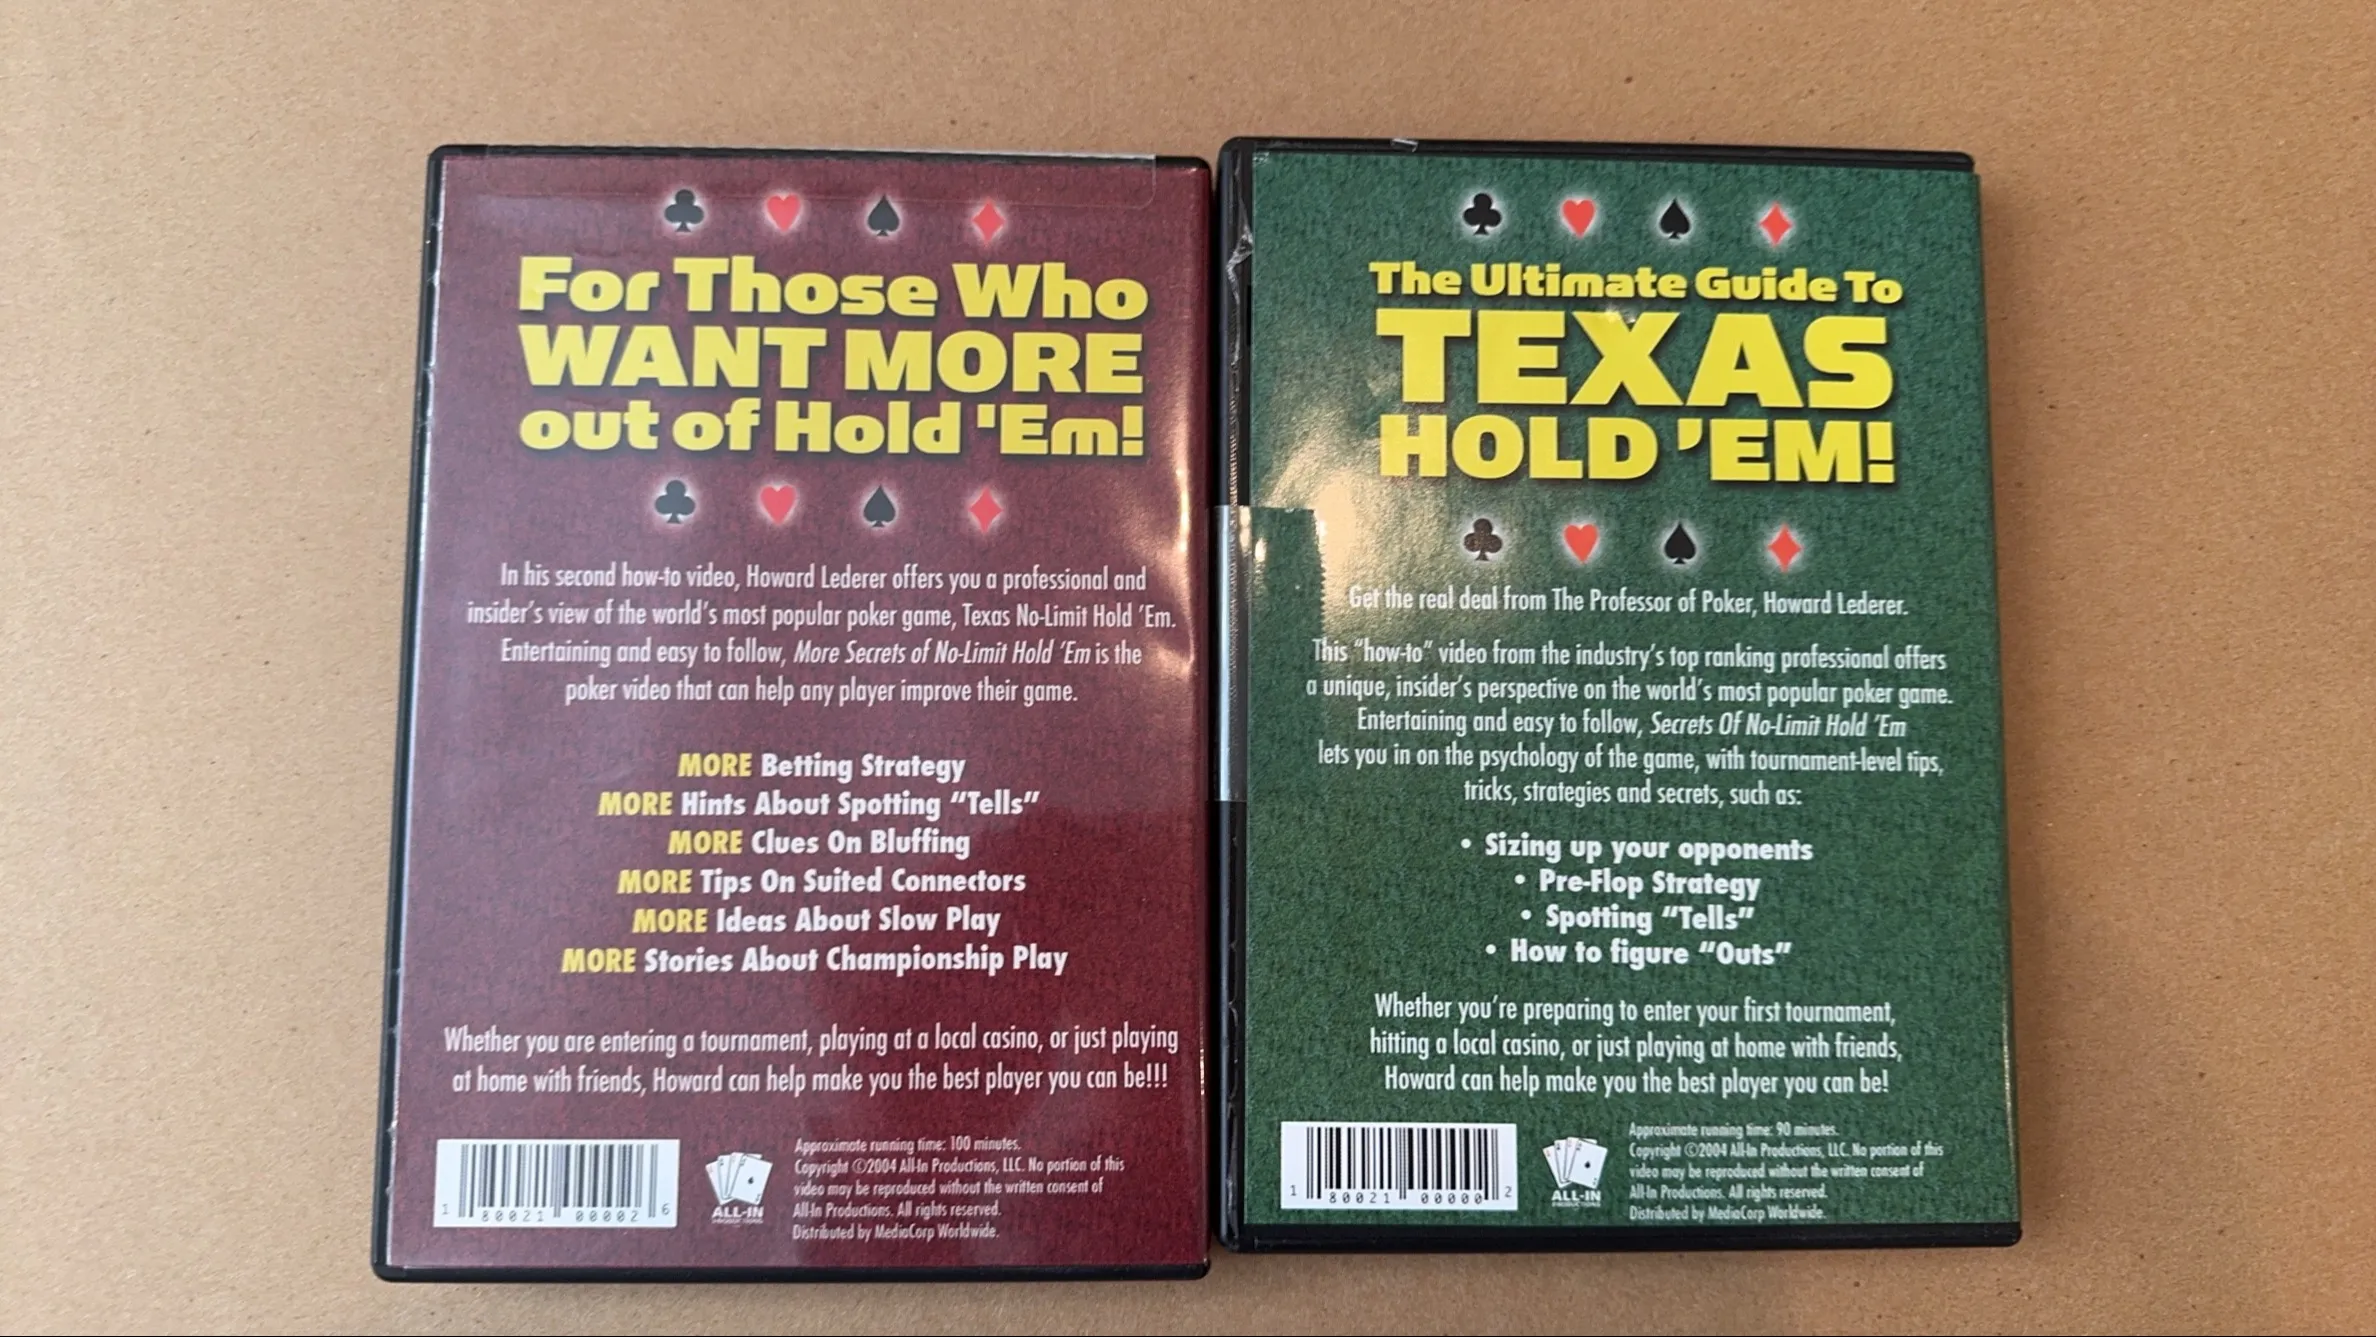 For Those Who
WANT MORE
out of Hold 'Em!
In his second how-to video, Howard Lederer offers you a professional and
insider's view of the world's most popular poker game, Texas No-Limit Hold 'Em.
Entertaining and easy to follow, More Secrets of No-Limit Hold 'Em is the
poker video that can help any player improve their game.
MORE Betting Strategy
MORE Hints About Spotting “Tells”
MORE Clues On Bluffing
MORE Tips On Suited Connectors
MORE Ideas About Slow Play
MORE Stories About Championship Play
Whether you are entering a tournament, playing at a local casino, or just playing
at home with friends, Howard can help make you the best player you can be!!!
1 80021 00002 6
ALL-IN
PRODUCTIONS
Approximate running time: 100 minutes.
Copyright ©2004 All-In Productions, LLC. No portion of this
video may be reproduced without the written consent of
All-In Productions. All rights reserved.
Distributed by MediaCorp Worldwide.
The Ultimate Guide To
TEXAS
HOLD 'EM!
Get the real deal from The Professor of Poker, Howard Lederer.
This “how-to” video from the industry's top ranking professional offers
a unique, insider's perspective on the world's most popular poker game.
Entertaining and easy to follow, Secrets Of No-Limit Hold 'Em
lets you in on the psychology of the game, with tournament-level tips,
tricks, strategies and secrets, such as:
• Sizing up your opponents
• Pre-Flop Strategy
• Spotting “Tells”
• How to figure “Outs”
Whether you're preparing to enter your first tournament,
hitting a local casino, or just playing at home with friends,
Howard can help make you the best player you can be!
1 80021 00000 2
ALL-IN
PRODUCTIONS
Approximate running time: 90 minutes.
Copyright ©2004 All-In Productions, LLC. No portion of this
video may be reproduced without the written consent of
All-In Productions. All rights reserved.
Distributed by MediaCorp Worldwide.